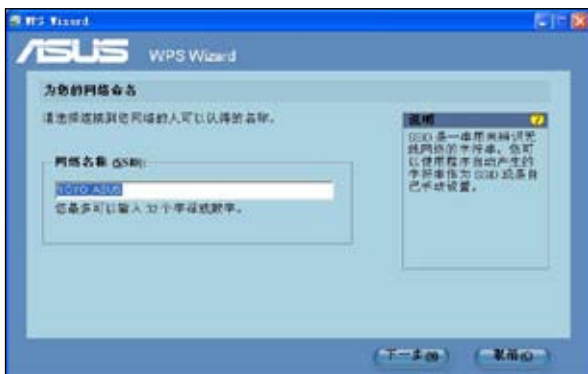 WPS Wizard
ASUS WPS Wizard
为您的网络命名
请选择连接到您网络的人可以认得的名称。
网络名称 (SSID):
YOYO ASUS
您最多可以输入 32 个字母或数字。
说明
SSID 是一串用来辨识无
线网络的字符串。您可
以使用程序自动产生的
字符串作为 SSID 或是自
己手动设置。
下一步(N)
取消(C)